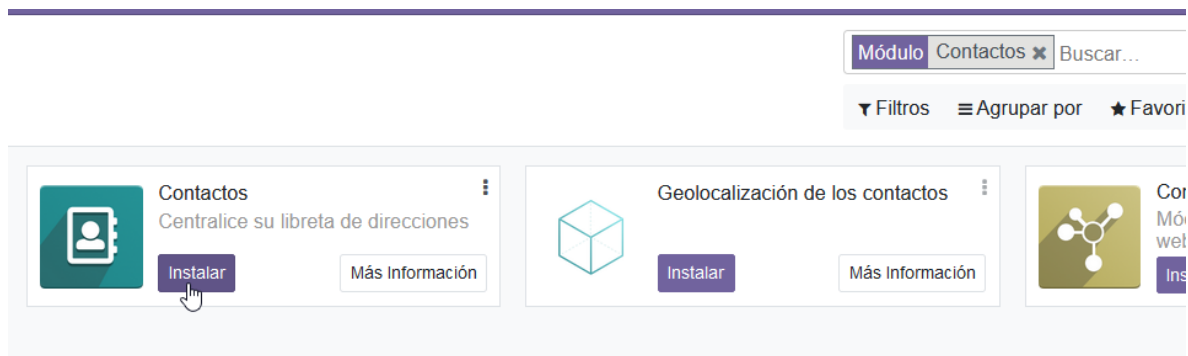 Módulo Contactos ✖ Buscar...
Filtros Agrupar por Favori
Contactos
Centralice su libreta de direcciones
Instalar Más Información
Geolocalización de los contactos
Instalar Más Información